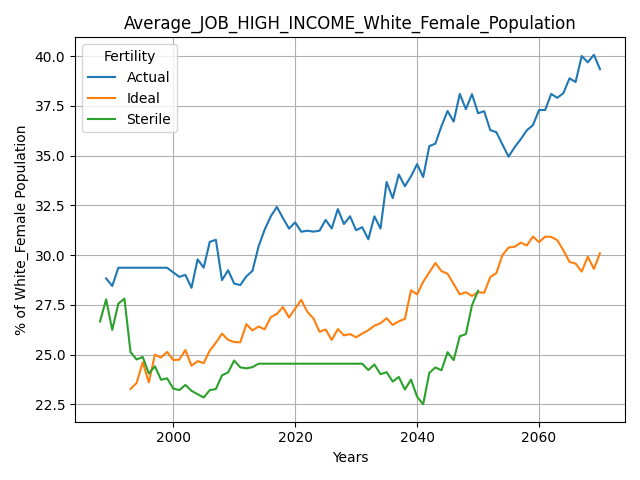 Average_JOB_HIGH_INCOME_White_Female_Population
Fertility
Actual
Ideal
Sterile
% of White_Female Population
40.0
37.5
35.0
32.5
30.0
27.5
25.0
22.5
2000
2020
2040
2060
Years